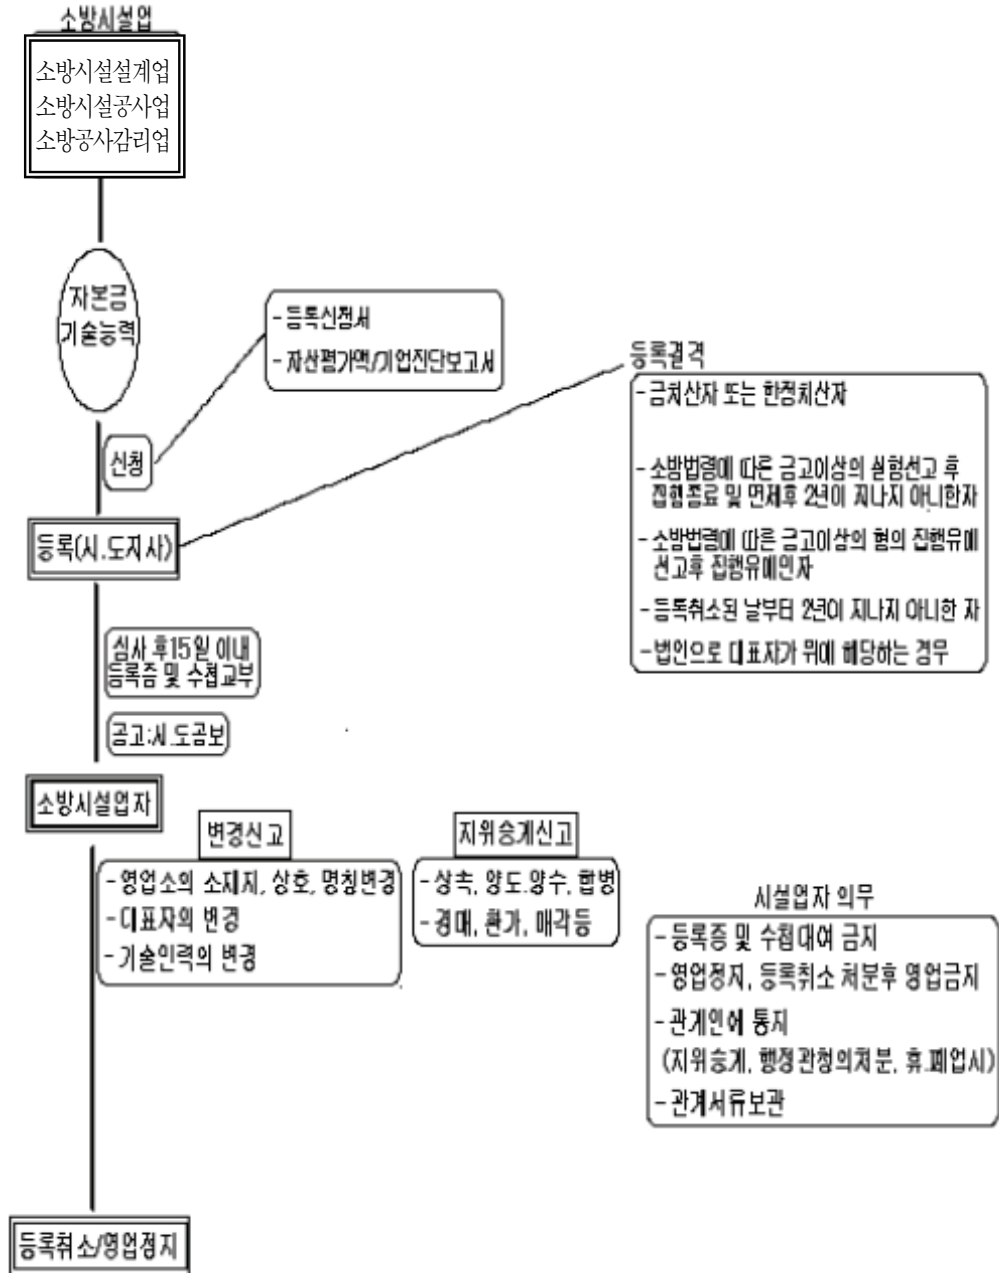 소방시설업
소방시설설계업
소방시설공사업
소방공사감리업
자본금
기술능력
- 등록신청서
- 자산평가액/기업진단보고서
신청
등록결격
- 금치산자 또는 한정치산자
- 소방법령에 따른 금고이상의 실형선고 후
집행종료 및 면제후 2년이 지나지 아니한자
- 소방법령에 따른 금고이상의 형의 집행유예
선고후 집행유예인자
- 등록취소된 날부터 2년이 지나지 아니한 자
- 법인으로 대표자가 위에 해당하는 경우
등록(시.도지사)
심사 후15일 이내
등록증 및 수첩교부
공고:시.도공보
소방시설업자
변경신고
- 영업소의 소재지, 상호, 명칭변경
- 대표자의 변경
- 기술인력의 변경
지위승계신고
- 상속, 양도.양수, 합병
- 경매, 환가, 매각등
시설업자 의무
- 등록증 및 수첩대여 금지
- 영업정지, 등록취소 처분후 영업금지
- 관계인에 통지
(지위승계, 행정관청의처분, 휴.폐업시)
- 관계서류보관
등록취소/영업정지